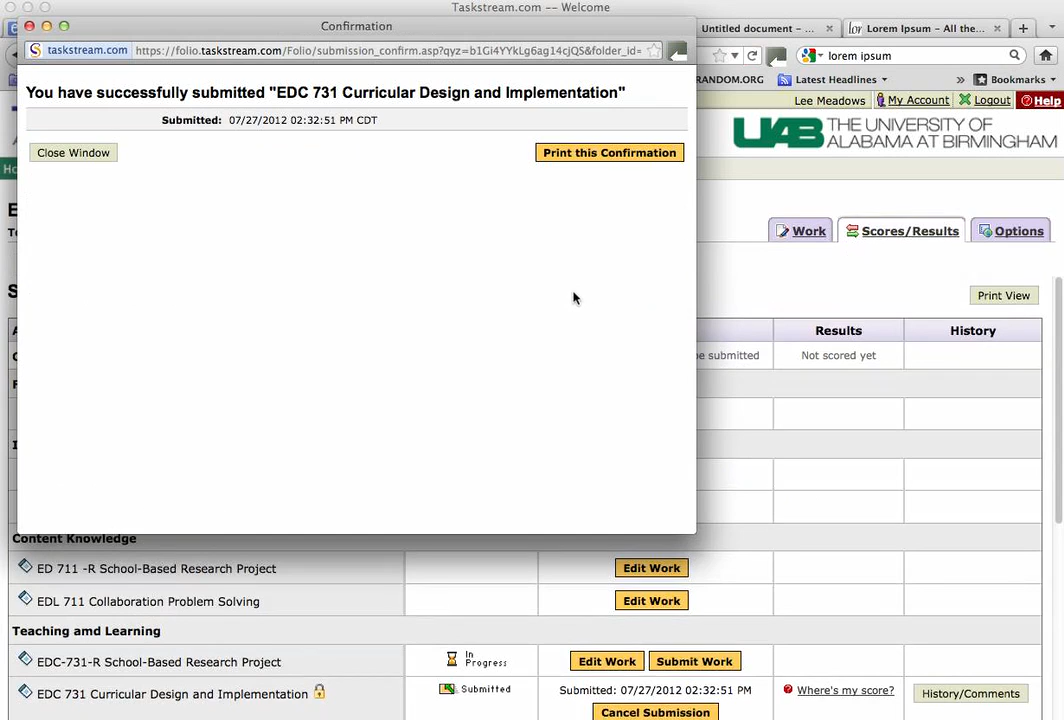 Taskstream.com -- Welcome
Confirmation
Untitled document - ...
Lorem Ipsum - All the...
taskstream.com
https://folio.taskstream.com/Folio/submission_confirm.asp?qyz=b1Gi4YYkLg6ag14cjQS&folder_id=
lorem ipsum
RANDOM.ORG
Latest Headlines
»
Bookmarks
You have successfully submitted "EDC 731 Curricular Design and Implementation"
Lee Meadows
My Account
Logout
Help
Submitted: 07/27/2012 02:32:51 PM CDT
UAB THE UNIVERSITY OF
ALABAMA AT BIRMINGHAM
Close Window
Print this Confirmation
Work
Scores/Results
Options
Print View
Results
History
be submitted
Not scored yet
Content Knowledge
ED 711 -R School-Based Research Project
Edit Work
EDL 711 Collaboration Problem Solving
Edit Work
Teaching amd Learning
EDC-731-R School-Based Research Project
In
Progress
Edit Work
Submit Work
EDC 731 Curricular Design and Implementation
Submitted
Submitted: 07/27/2012 02:32:51 PM
Where's my score?
History/Comments
Cancel Submission